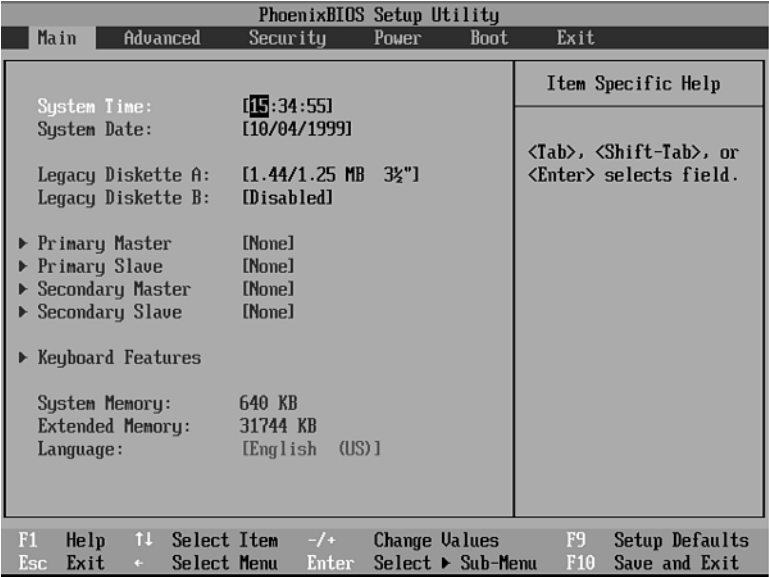 PhoenixBIOS Setup Utility
Main Advanced Security Power Boot Exit
Item Specific Help
System Time: [15:34:55]
System Date: [10/04/1999]
<Tab>, <Shift-Tab>, or
<Enter> selects field.
Legacy Diskette A: [1.44/1.25 MB 3½"]
Legacy Diskette B: [Disabled]
▶ Primary Master [None]
▶ Primary Slave [None]
▶ Secondary Master [None]
▶ Secondary Slave [None]
▶ Keyboard Features
System Memory: 640 KB
Extended Memory: 31744 KB
Language: [English (US)]
F1 Help ↑↓ Select Item -/+ Change Values F9 Setup Defaults
Esc Exit ← Select Menu Enter Select ▶ Sub-Menu F10 Save and Exit